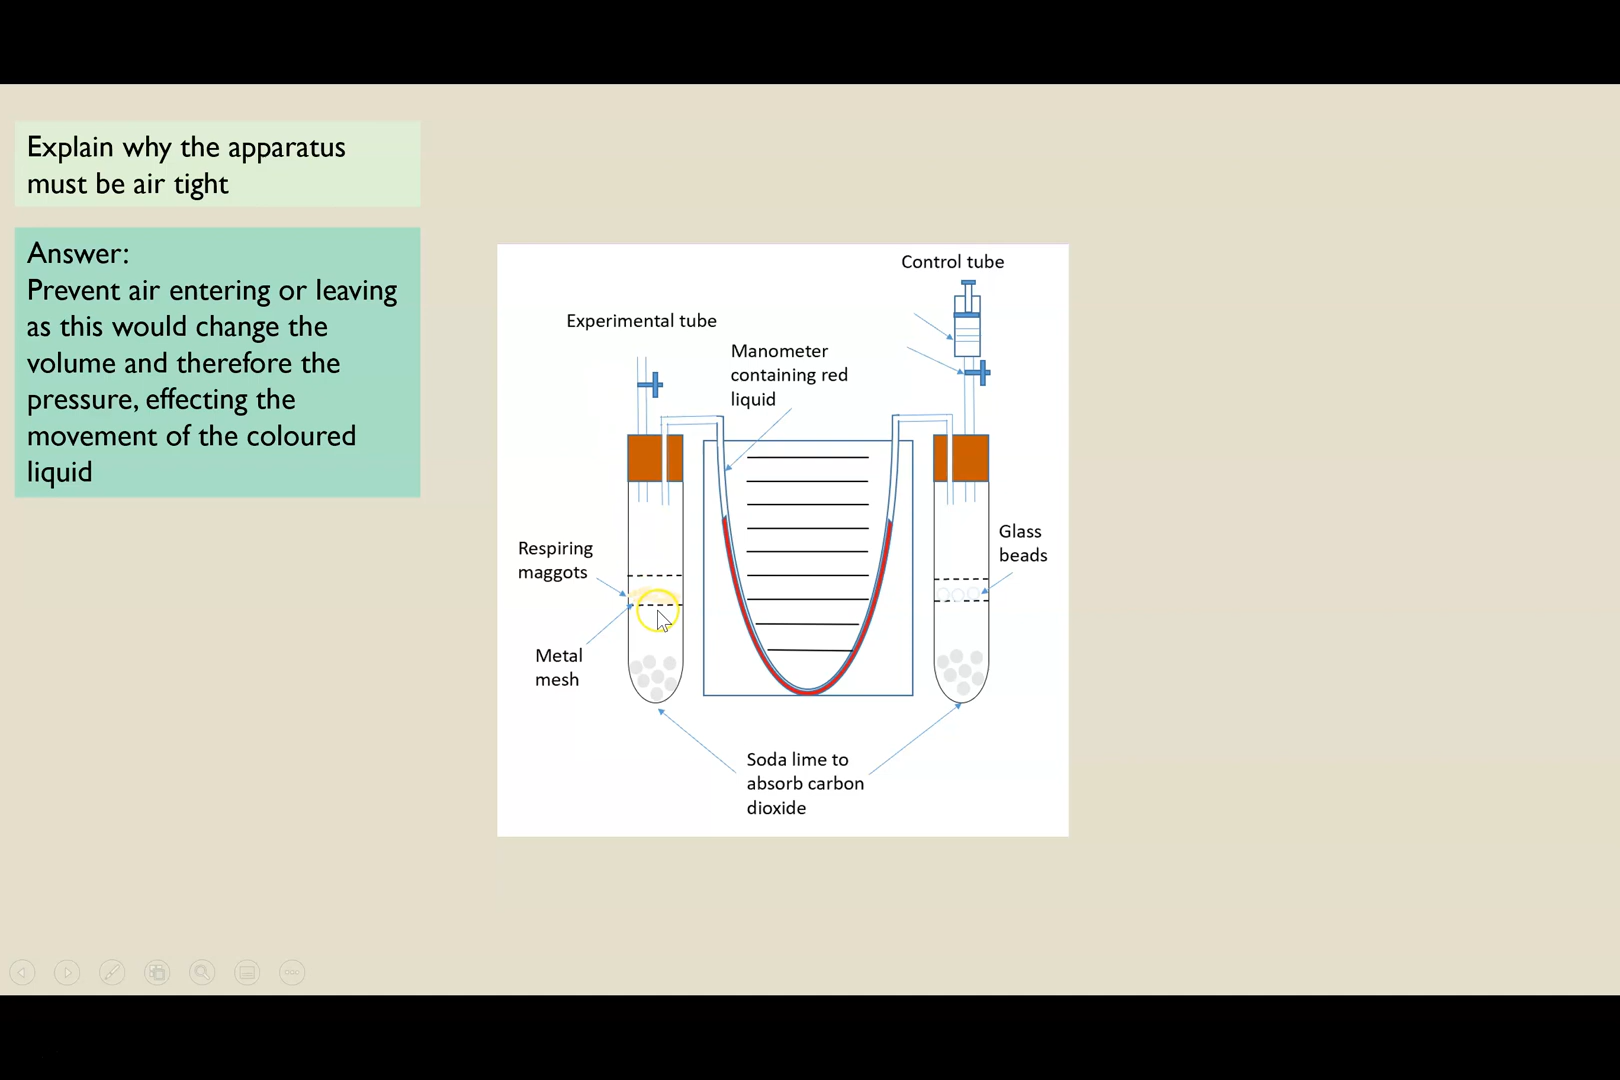 Explain why the apparatus
must be air tight
Answer:
Prevent air entering or leaving
as this would change the
volume and therefore the
pressure, effecting the
movement of the coloured
liquid
Control tube
Experimental tube
Manometer
containing red
liquid
Respiring
maggots
Glass
beads
Metal
mesh
Soda lime to
absorb carbon
dioxide